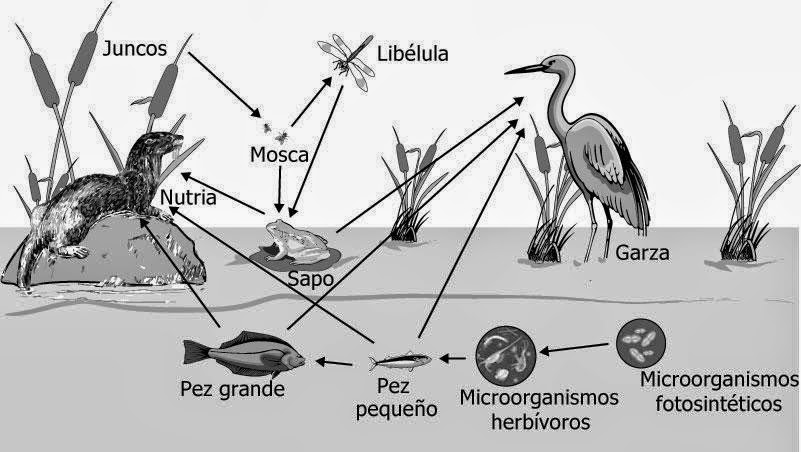 Juncos
Libélula
Mosca
Nutria
Sapo
Garza
Pez grande
Pez
pequeño
Microorganismos
herbívoros
Microorganismos
fotosintéticos